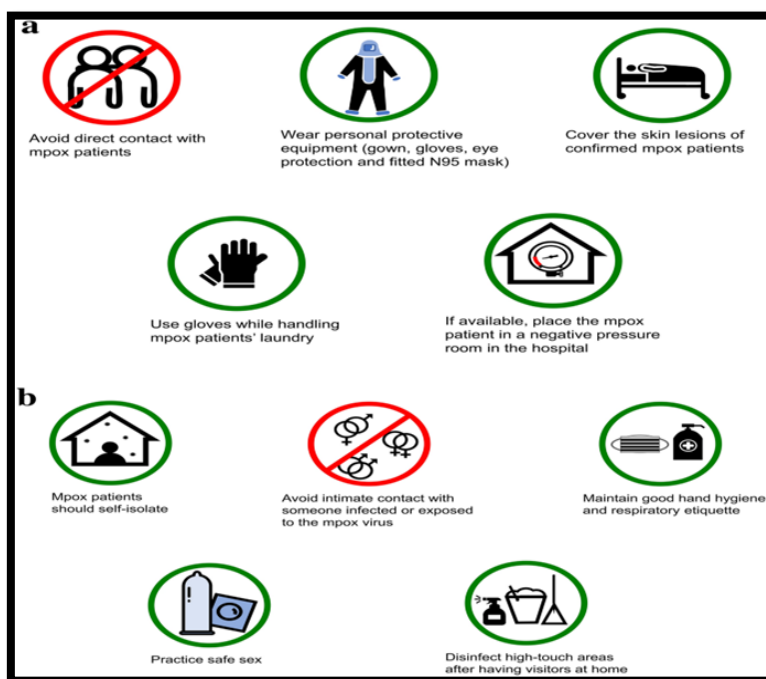 a
Avoid direct contact with
mpox patients
Wear personal protective
equipment (gown, gloves, eye
protection and fitted N95 mask)
Cover the skin lesions of
confirmed mpox patients
Use gloves while handling
mpox patients' laundry
If available, place the mpox
patient in a negative pressure
room in the hospital
b
Mpox patients
should self-isolate
Avoid intimate contact with
someone infected or exposed
to the mpox virus
Maintain good hand hygiene
and respiratory etiquette
Practice safe sex
Disinfect high-touch areas
after having visitors at home